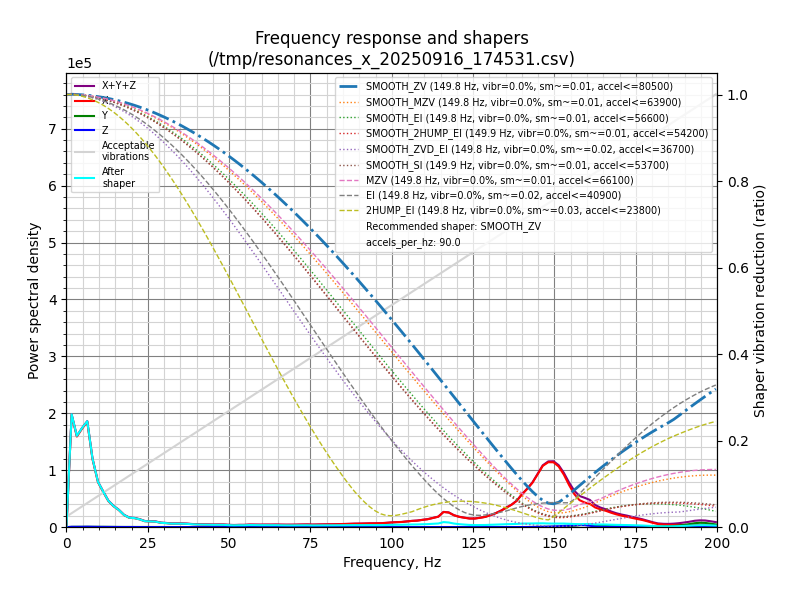 Frequency response and shapers
(/tmp/resonances_x_20250916_174531.csv)
1e5
X+Y+Z
X
Y
Z
Acceptable
vibrations
After
shaper
SMOOTH_ZV (149.8 Hz, vibr=0.0%, sm~=0.01, accel<=80500)
SMOOTH_MZV (149.8 Hz, vibr=0.0%, sm~=0.01, accel<=63900)
SMOOTH_EI (149.8 Hz, vibr=0.0%, sm~=0.01, accel<=56600)
SMOOTH_2HUMP_EI (149.9 Hz, vibr=0.0%, sm~=0.01, accel<=54200)
SMOOTH_ZVD_EI (149.8 Hz, vibr=0.0%, sm~=0.02, accel<=36700)
SMOOTH_SI (149.9 Hz, vibr=0.0%, sm~=0.01, accel<=53700)
MZV (149.8 Hz, vibr=0.0%, sm~=0.01, accel<=66100)
EI (149.8 Hz, vibr=0.0%, sm~=0.02, accel<=40900)
2HUMP_EI (149.8 Hz, vibr=0.0%, sm~=0.03, accel<=23800)
Recommended shaper: SMOOTH_ZV
accels_per_hz: 90.0
Power spectral density
7
6
5
4
3
2
1
0
1.0
0.8
0.6
0.4
0.2
0.0
Shaper vibration reduction (ratio)
0 25 50 75 100 125 150 175 200
Frequency, Hz